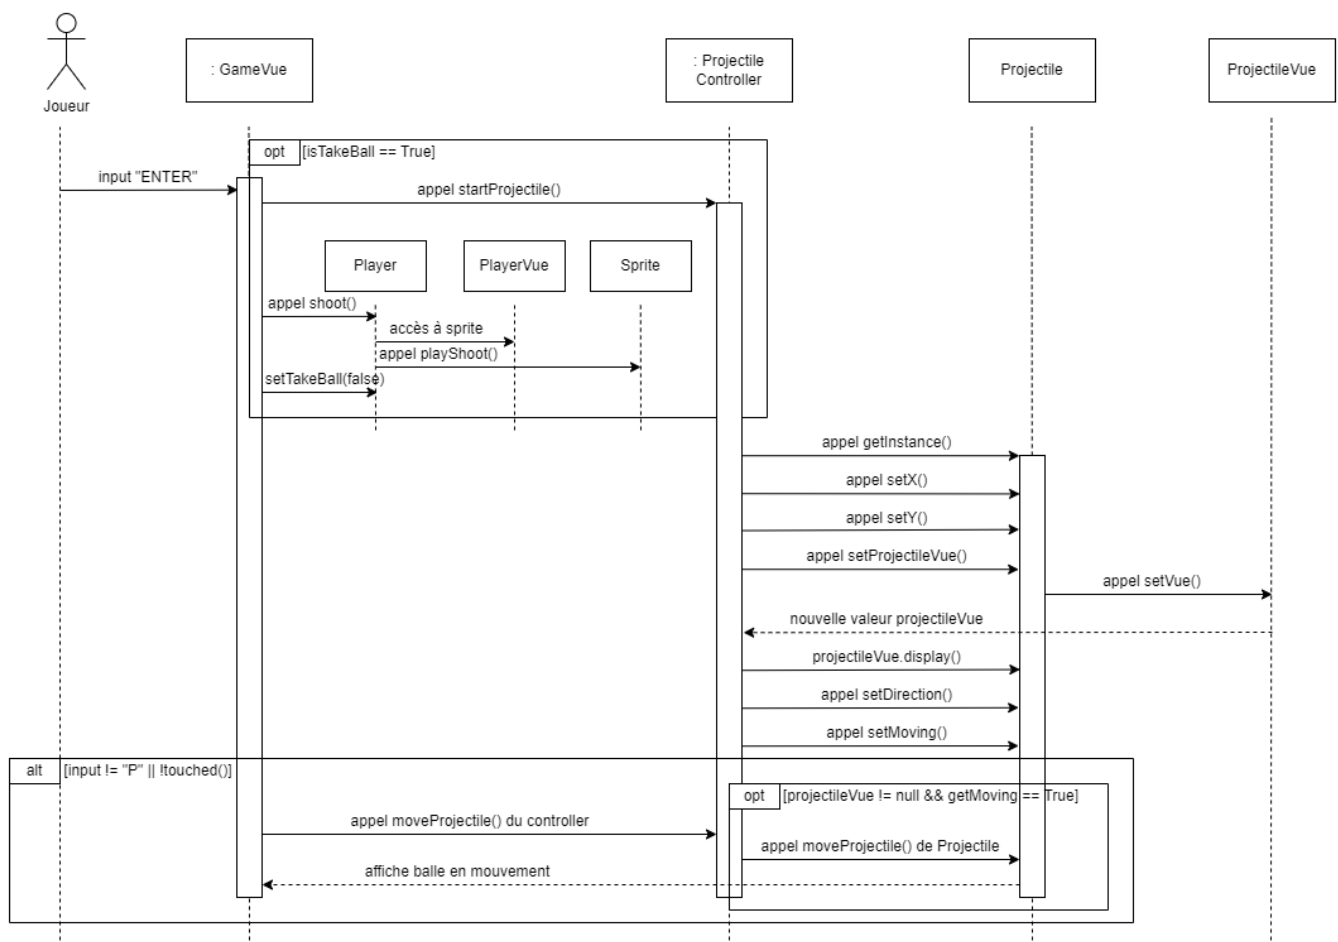 Joueur
: GameVue
: Projectile
Controller
Projectile
ProjectileVue
opt
[isTakeBall == True]
input "ENTER"
appel startProjectile()
Player
PlayerVue
Sprite
appel shoot()
accès à sprite
appel playShoot()
setTakeBall(false)
appel getInstance()
appel setX()
appel setY()
appel setProjectileVue()
appel setVue()
nouvelle valeur projectileVue
projectileVue.display()
appel setDirection()
appel setMoving()
alt
[input != "P" || !touched()]
opt
[projectileVue != null && getMoving == True]
appel moveProjectile() du controller
appel moveProjectile() de Projectile
affiche balle en mouvement